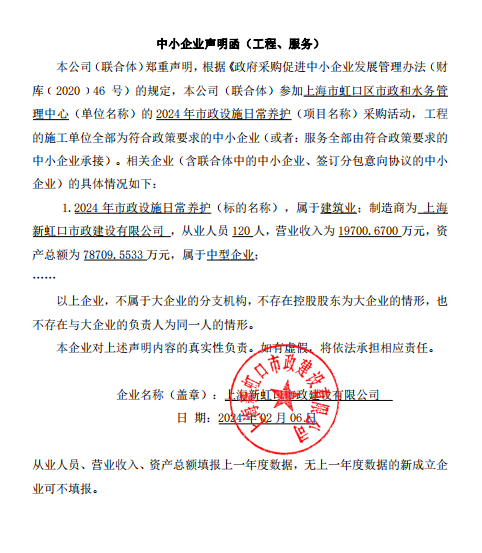 中小企业声明函（工程、服务）
本公司（联合体）郑重声明，根据《政府采购促进中小企业发展管理办法（财
库﹝2020﹞46 号）的规定，本公司（联合体）参加上海市虹口区市政和水务管
理中心（单位名称）的 2024 年市政设施日常养护（项目名称）采购活动，工程
的施工单位全部为符合政策要求的中小企业（或者：服务全部由符合政策要求的
中小企业承接）。相关企业（含联合体中的中小企业、签订分包意向协议的中小
企业）的具体情况如下：
1.2024 年市政设施日常养护（标的名称），属于建筑业；制造商为 上海
新虹口市政建设有限公司 ，从业人员 120 人，营业收入为 19700.6700 万元，资
产总额为 78709.5533 万元，属于中型企业；
……
以上企业，不属于大企业的分支机构，不存在控股股东为大企业的情形，也
不存在与大企业的负责人为同一人的情形。
本企业对上述声明内容的真实性负责。如有虚假，将依法承担相应责任。
企业名称（盖章）：上海新虹口市政建设有限公司
日 期：2024 年 02 月 06 日
上海新虹口市政建设有限公司
从业人员、营业收入、资产总额填报上一年度数据，无上一年度数据的新成立企
业可不填报。